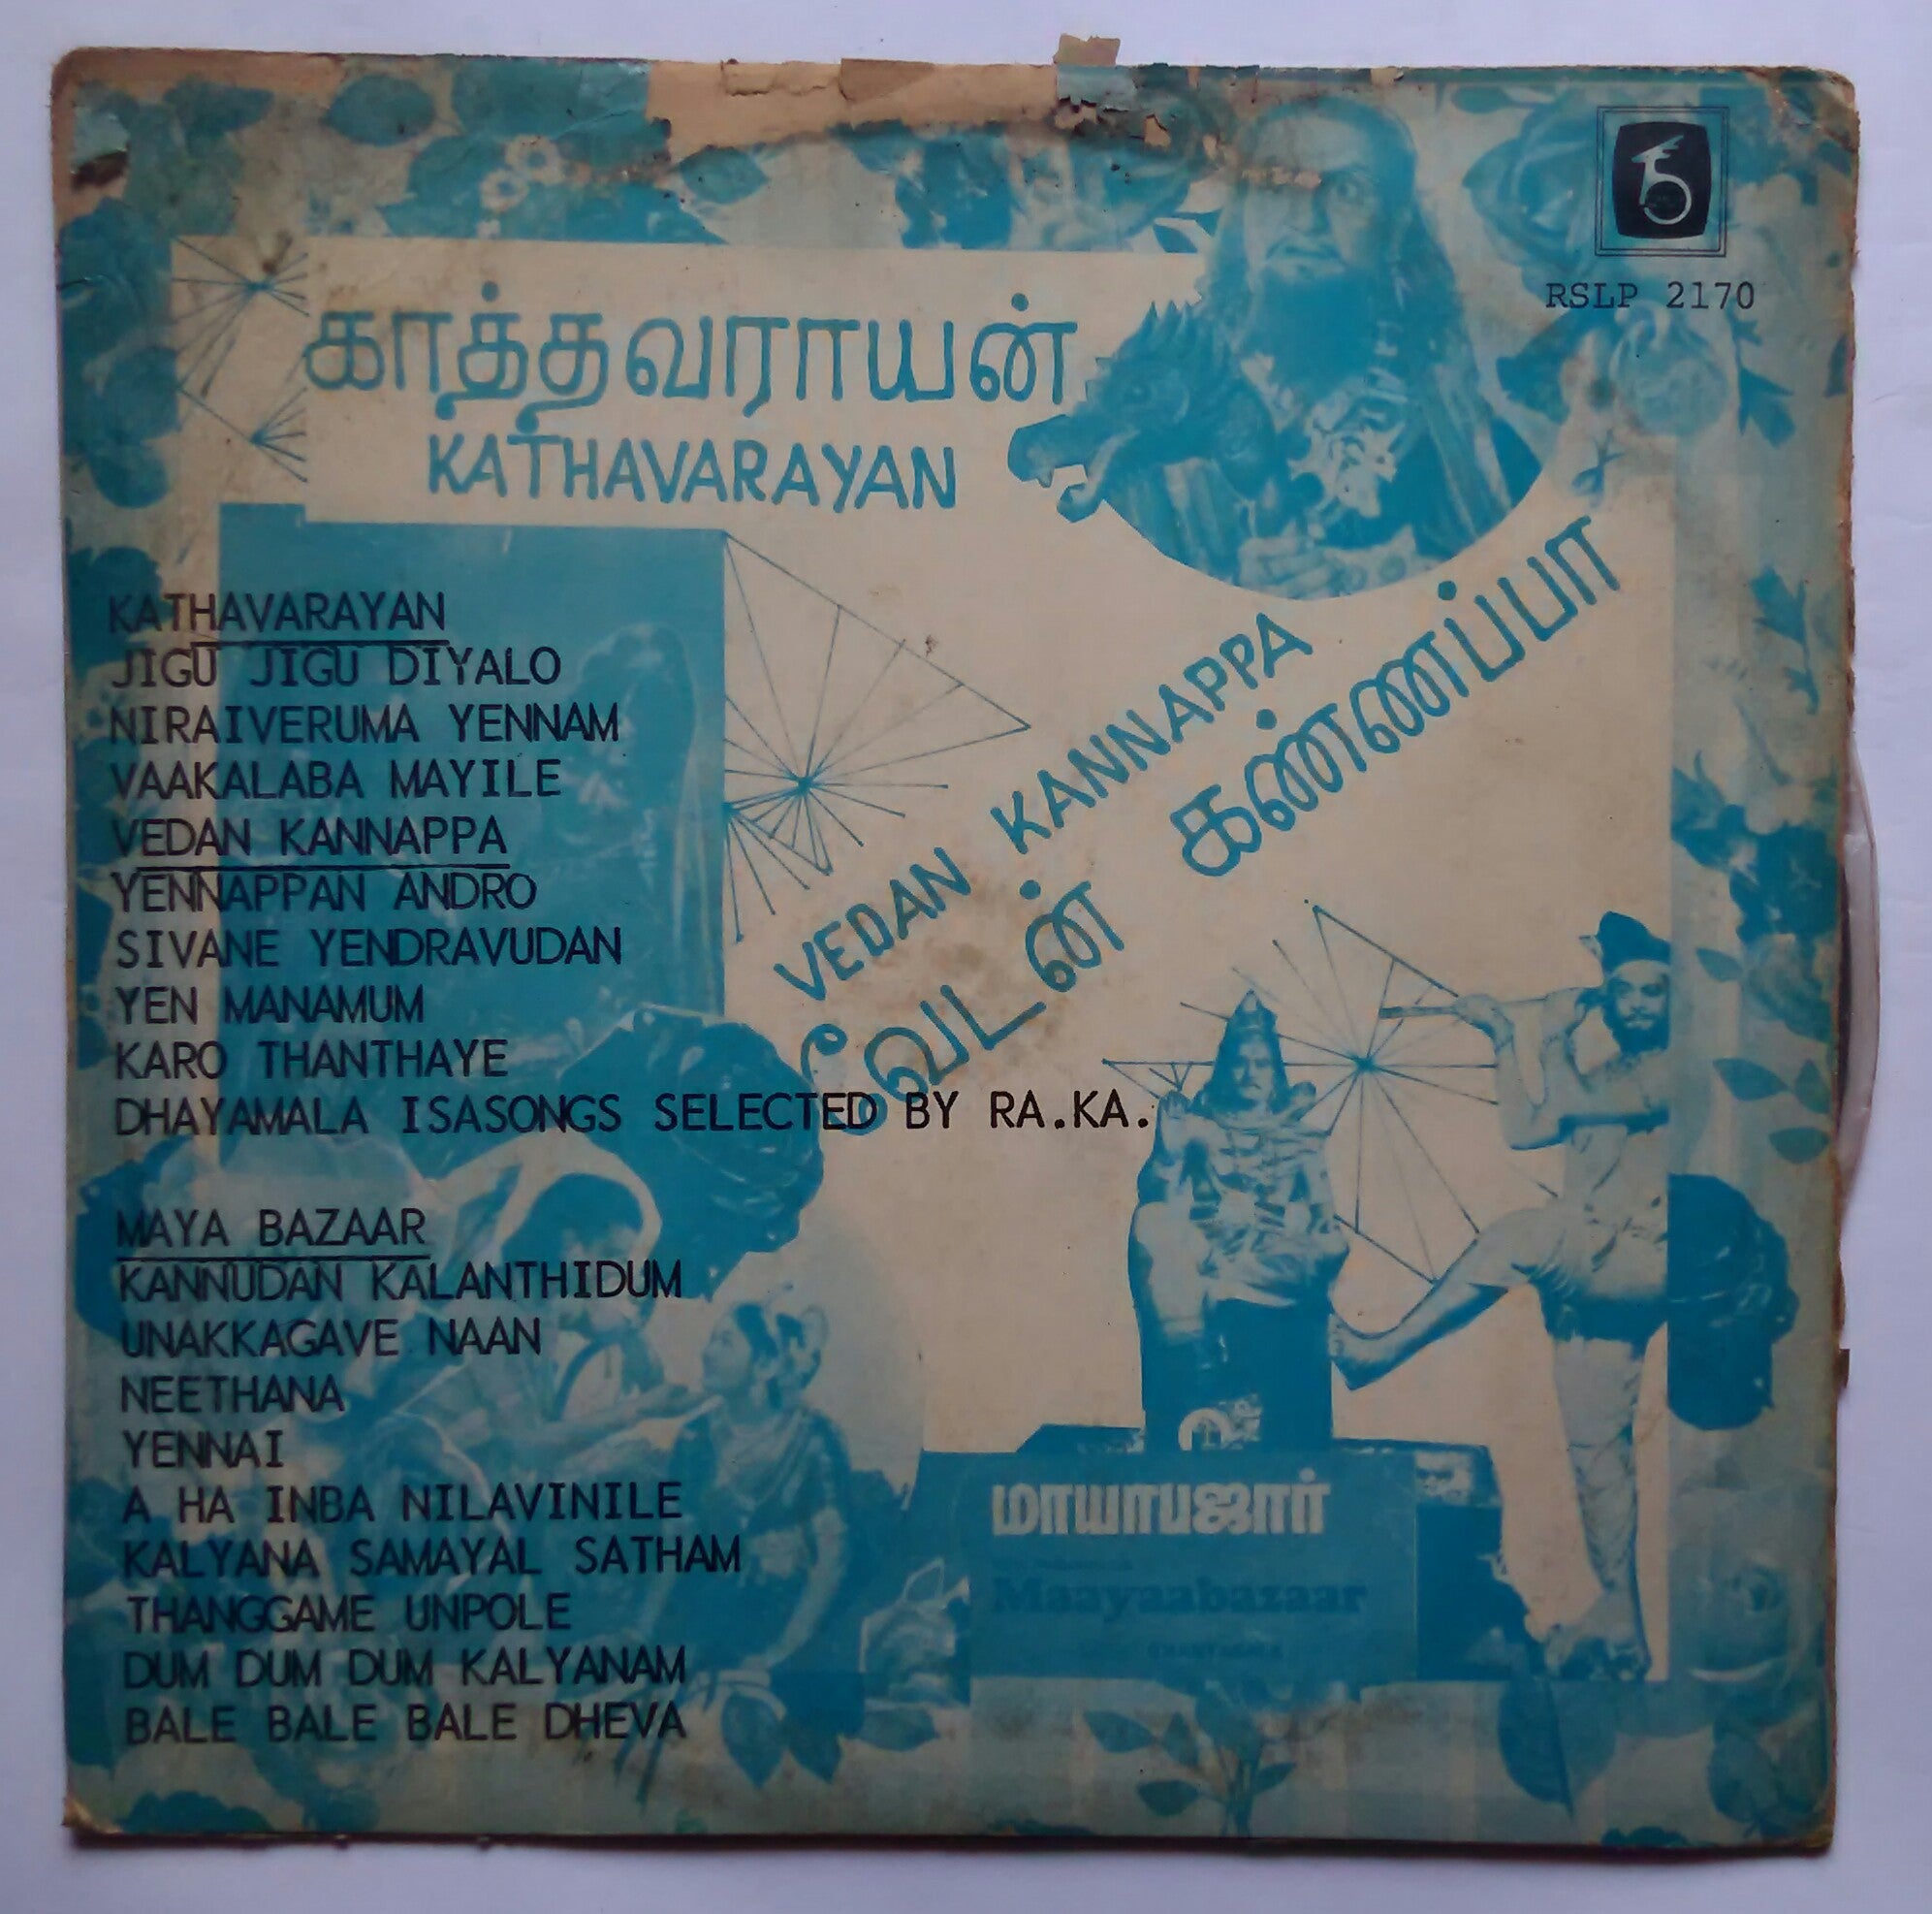 RSLP 2170
காத்தவராயன்
KATHAVARAYAN
VEDAN KANNAPPA
வேடன் கண்ணப்பா
KATHAVARAYAN
JIGU JIGU DIYALO
NIRAIVERUMA YENNAM
VAAKALABA MAYILE
VEDAN KANNAPPA
YENNAPPAN ANDRO
SIVANE YENDRAVUDAN
YEN MANAMUM
KARO THANTHAYE
DHAYAMALA ISASONGS SELECTED BY RA.KA.
MAYA BAZAAR
KANNUDAN KALANTHIDUM
UNAKKAGAVE NAAN
NEETHANA
YENNAI
A HA INBA NILAVINILE
KALYANA SAMAYAL SATHAM
THANGGAME UNPOLE
DUM DUM DUM KALYANAM
BALE BALE BALE DHEVA
மாயாபஜார்
Maayaabazaar